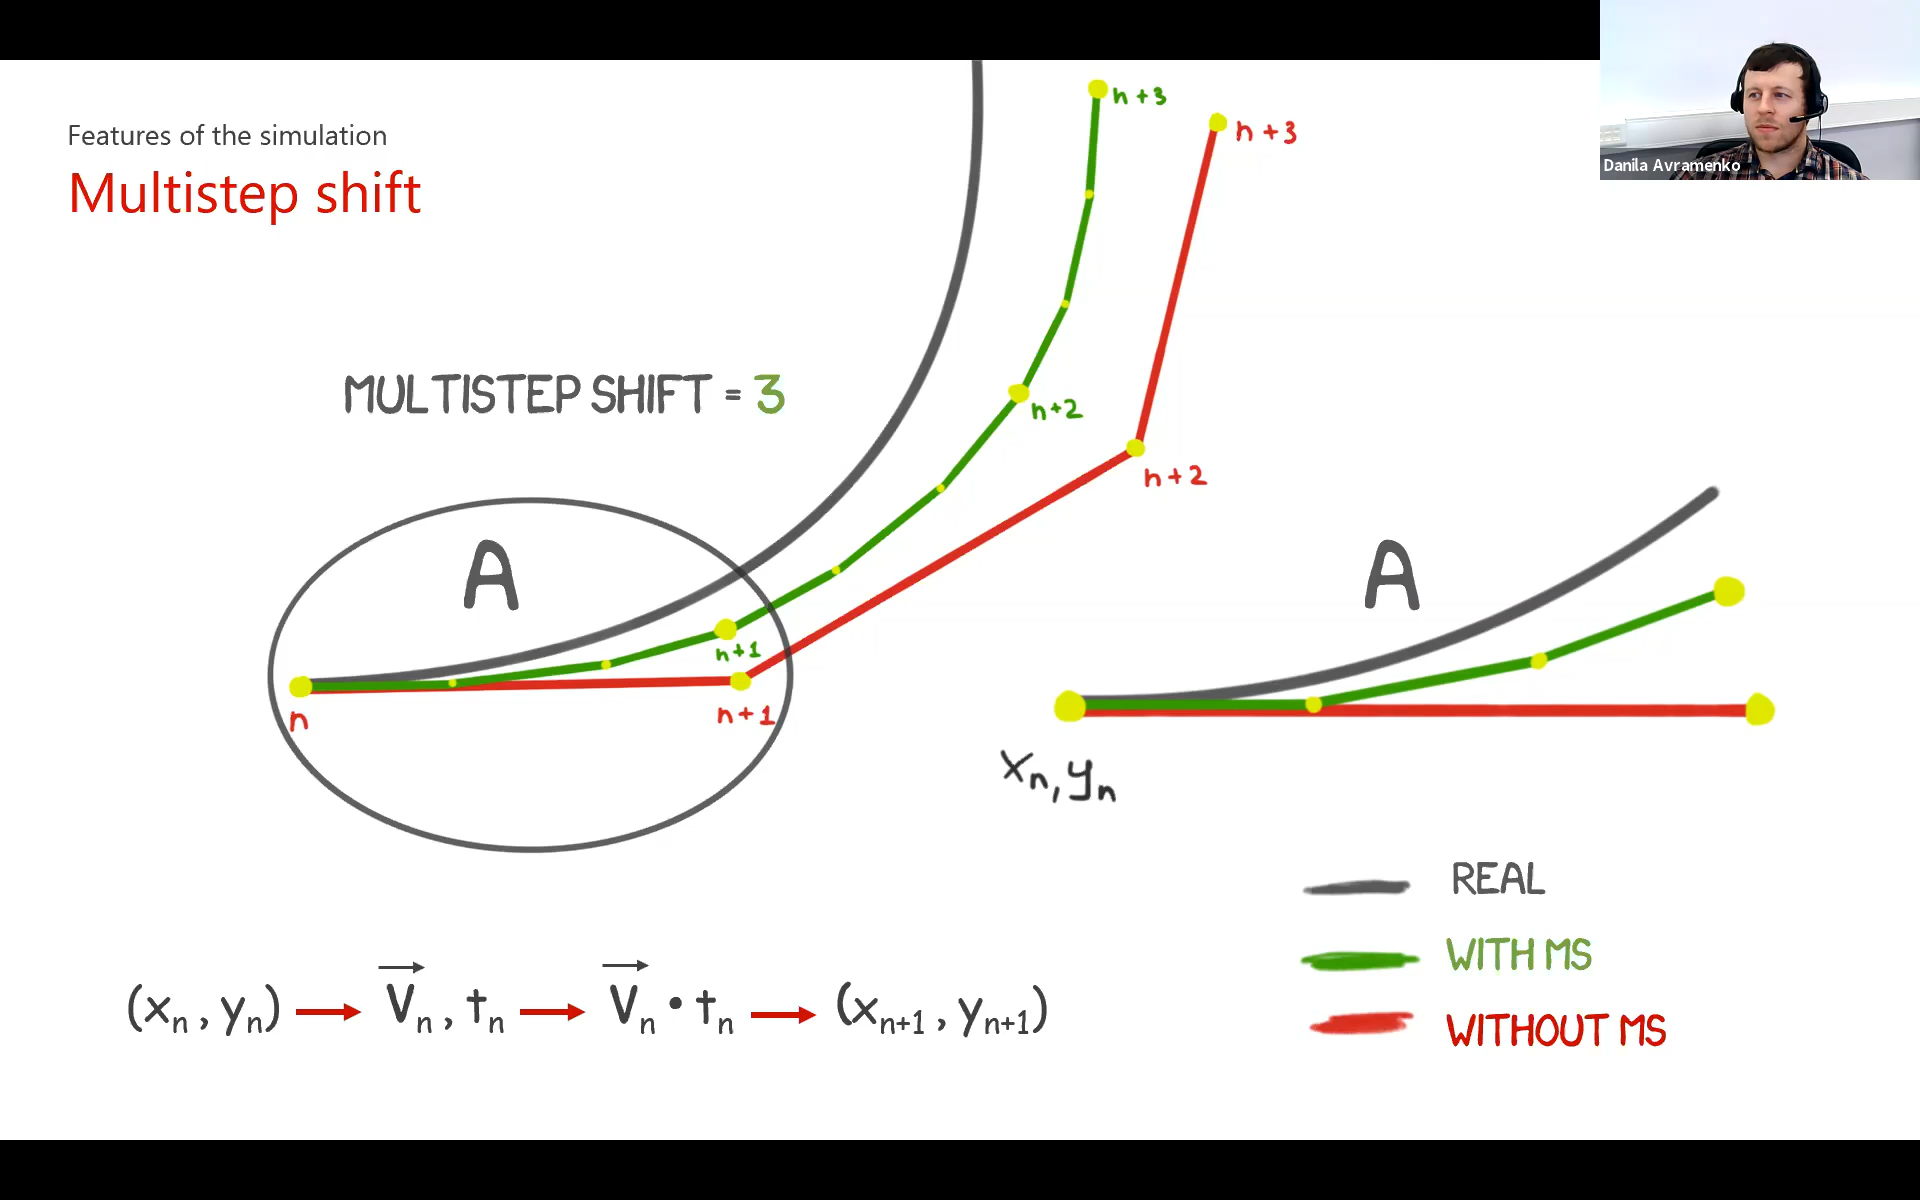 Features of the simulation
Multistep shift
Danila Avramenko
n+3
n+3
MULTISTEP SHIFT = 3
n+2
n+2
A
A
n+1
n
n+1
xn, yn
REAL
WITH MS
WITHOUT MS
(xn, yn) → Vn, tn → Vn • tn → (xn+1, yn+1)